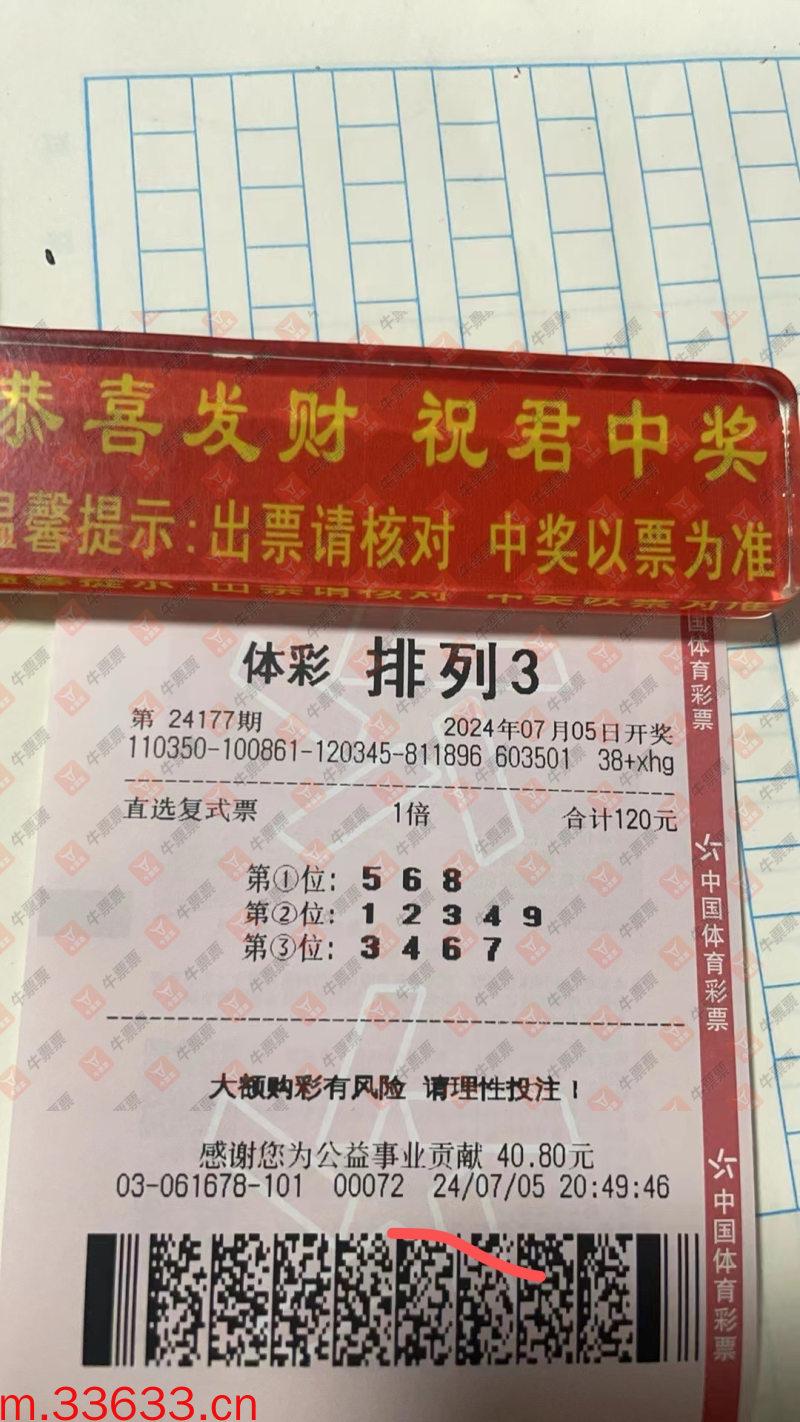 恭喜发财 祝君中奖
温馨提示:出票请核对 中奖以票为准
体彩 排列3
第 24177期 2024年07月05日开奖
110350-100861-120345-811896 603501 38+xhg
直选复式票 1倍 合计120元
第①位: 5 6 8
第②位: 1 2 3 4 9
第③位: 3 4 6 7
大额购彩有风险 请理性投注!
感谢您为公益事业贡献 40.80元
03-061678-101 00072 24/07/05 20:49:46
国体育彩票
中国体育彩票
中国体育彩票
牛票票
m.33633.cn